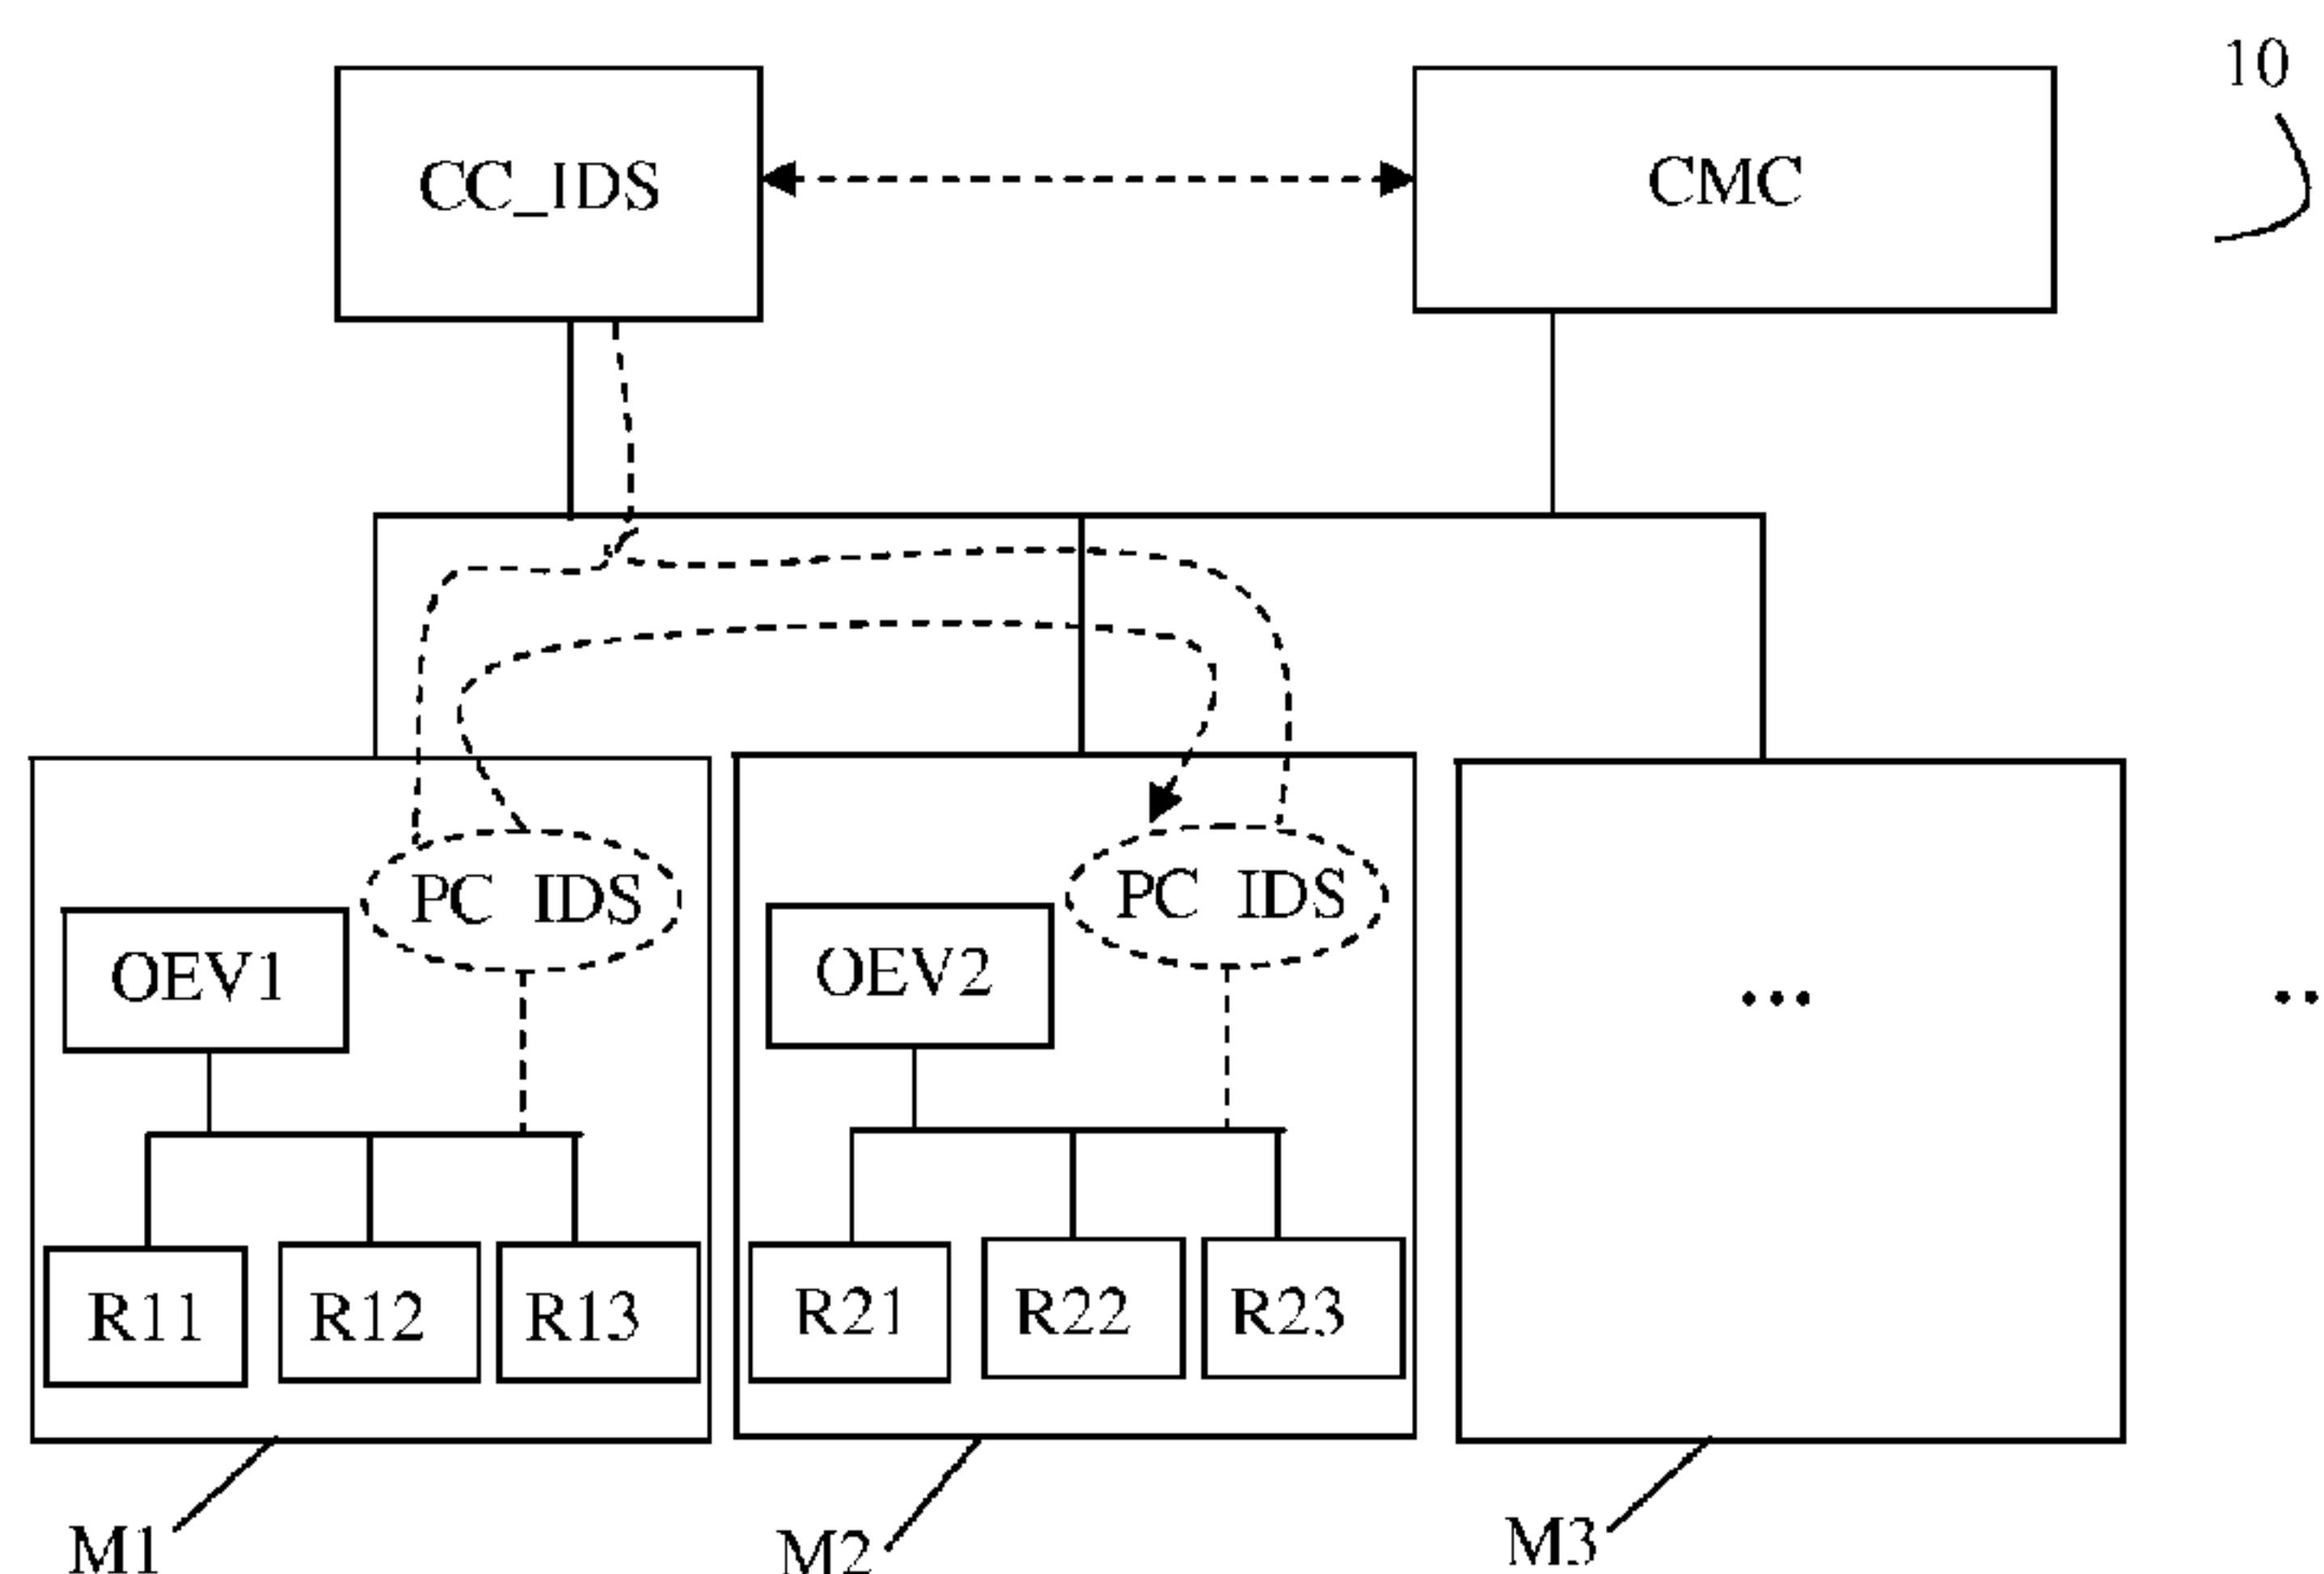 10
CC_IDS
CMC
PC IDS
PC IDS
OEV1
OEV2
...
..
R11
R12
R13
R21
R22
R23
M1
M2
M3